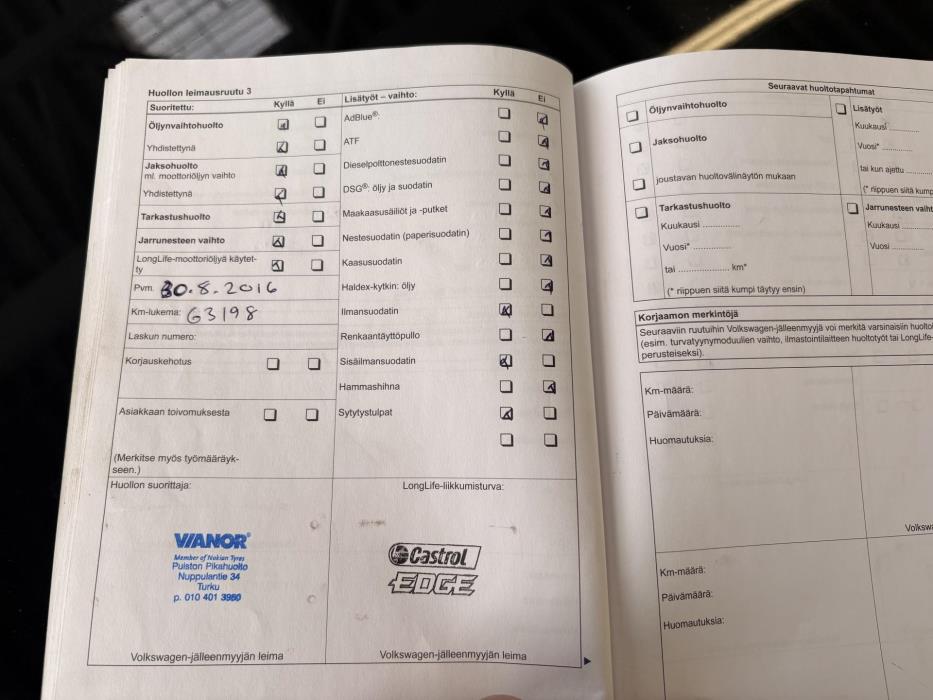 Huollon leimausruutu 3
Suoritettu: Kyllä Ei
Öljynvaihtohuolto
Yhdistettynä
Jaksohuolto
ml. moottoriöljyn vaihto
Yhdistettynä
Tarkastushuolto
Jarrunesteen vaihto
LongLife-moottoriöljyä käytet-
ty
Pvm. 30.8.2016
Km-lukema: 63198
Laskun numero:
Korjauskehotus
Asiakkaan toivomuksesta
(Merkitse myös työmääräyk-
seen.)
Lisätyöt – vaihto: Kyllä Ei
AdBlue®:
ATF
Dieselpolttonestesuodatin
DSG®: öljy ja suodatin
Maakaasusäiliöt ja -putket
Nestesuodatin (paperisuodatin)
Kaasusuodatin
Haldex-kytkin: öljy
Ilmansuodatin
Renkaantäyttöpullo
Sisäilmansuodatin
Hammashihna
Sytytystulpat
Huollon suorittaja:
VIANOR
Member of Nokian Tyres
Puiston Pikahuolto
Nuppulantie 34
Turku
p. 010 401 3980
Volkswagen-jälleenmyyjän leima
LongLife-liikkumisturva:
Castrol
EDGE
Volkswagen-jälleenmyyjän leima
Seuraavat huoltotapahtumat
Öljynvaihtohuolto
Jaksohuolto
joustavan huoltovälinäytön mukaan
Tarkastushuolto
Kuukausi ..............
Vuosi* ..............
tai .................... km*
(* riippuen siitä kumpi täytyy ensin)
Lisätyöt
Kuukausi ...........
Vuosi* ............
tai kun ajettu ..........
(* riippuen siitä kump
Jarrunesteen vaiht
Kuukausi ..........
Vuosi ..........
Korjaamon merkintöjä
Seuraaviin ruutuihin Volkswagen-jälleenmyyjä voi merkitä varsinaisiin huoltoi
(esim. turvatyynymoduulien vaihto, ilmastointilaitteen huoltotyöt tai LongLife-
perusteiseksi).
Km-määrä:
Päivämäärä:
Huomautuksia:
Volksw
Km-määrä:
Päivämäärä:
Huomautuksia: